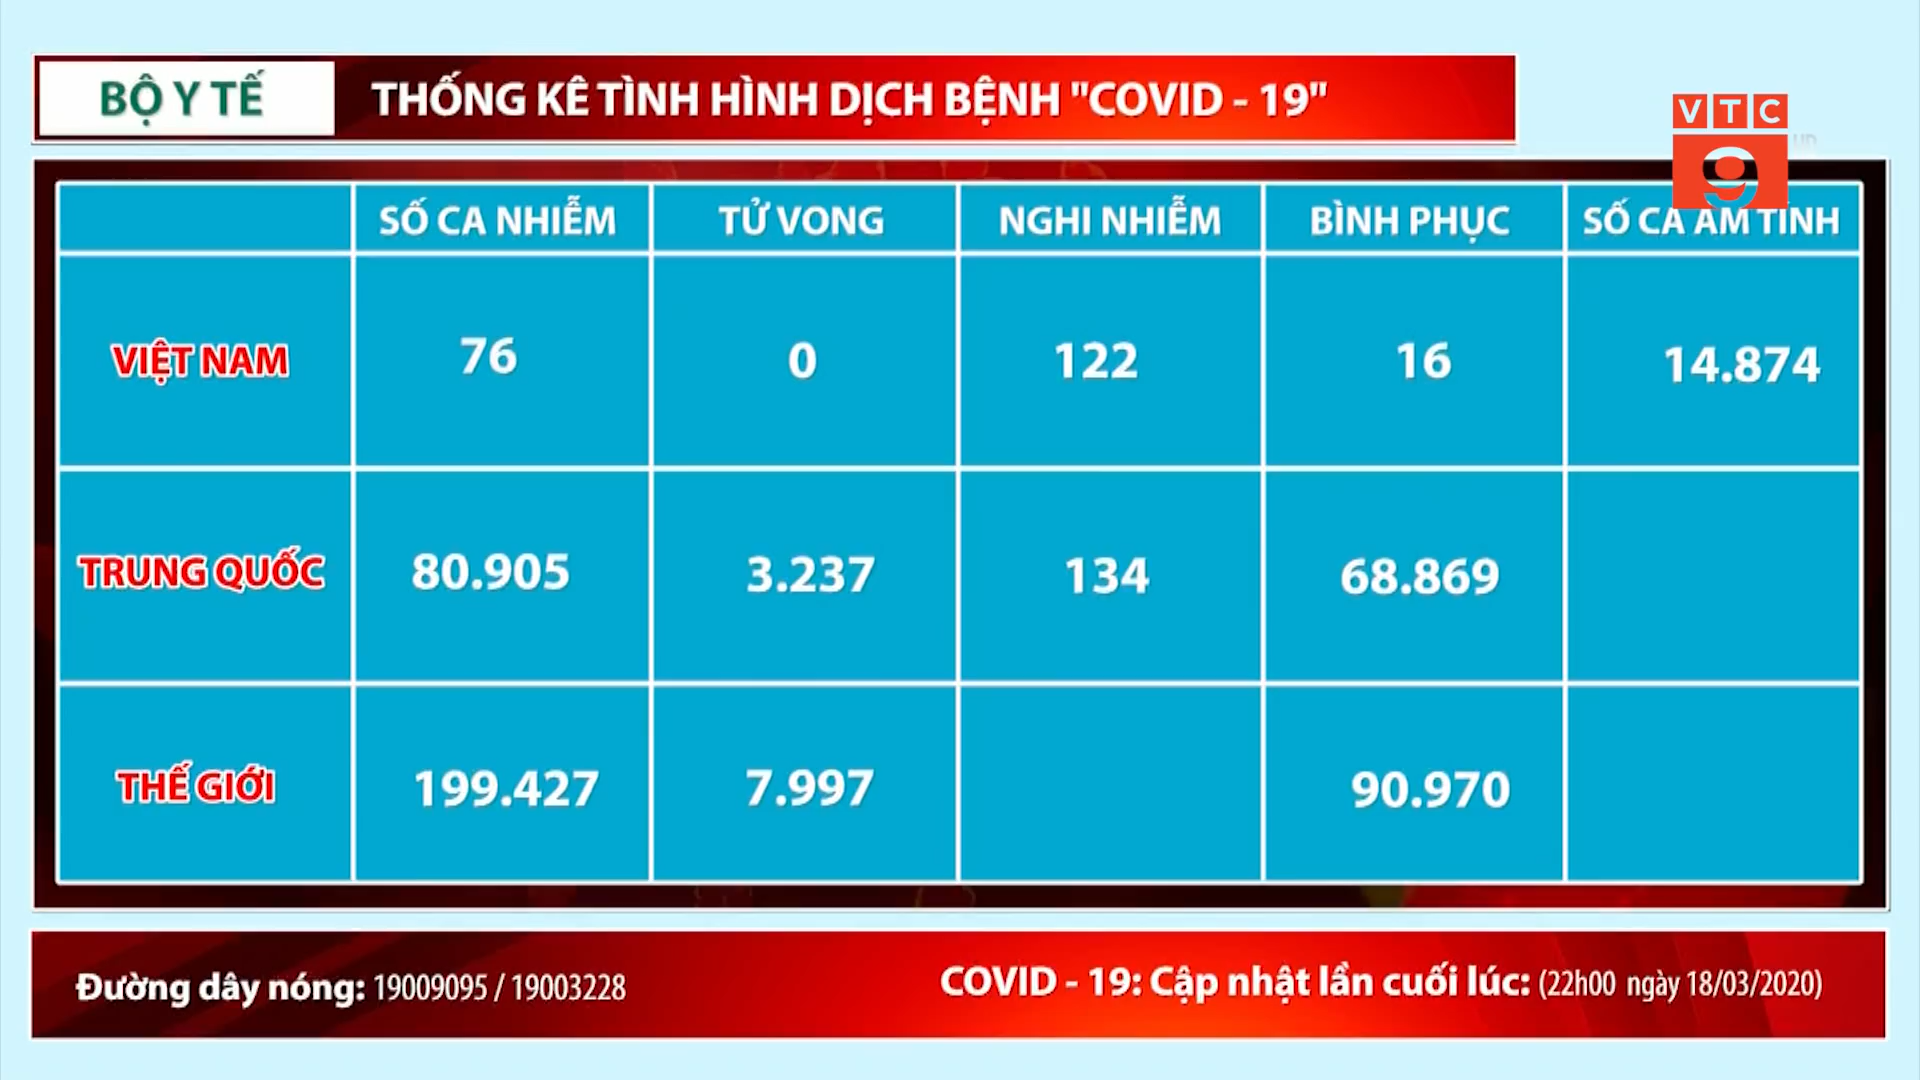 BỘ Y TẾ
THỐNG KÊ TÌNH HÌNH DỊCH BỆNH "COVID - 19"
VTC
9
SỐ CA NHIỄM TỬ VONG NGHI NHIỄM BÌNH PHỤC SỐ CA ÂM TÍNH
VIỆT NAM 76 0 122 16 14.874
TRUNG QUỐC 80.905 3.237 134 68.869
THẾ GIỚI 199.427 7.997 90.970
Đường dây nóng: 19009095 / 19003228
COVID - 19: Cập nhật lần cuối lúc: (22h00 ngày 18/03/2020)